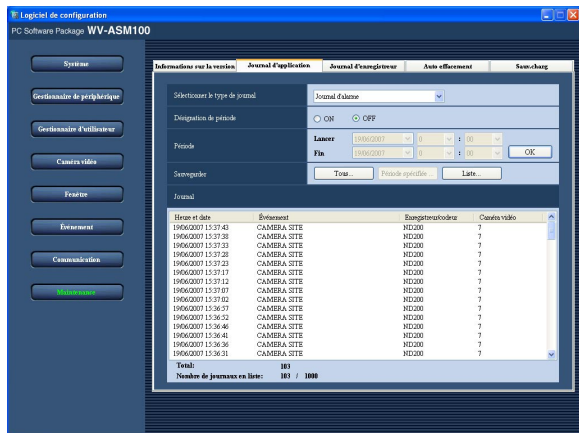 Logiciel de configuration
PC Software Package WV-ASM100
Système
Gestionnaire de périphérique
Gestionnaire d'utilisateur
Caméra vidéo
Fenêtre
Événement
Communication
Maintenance
Informations sur la version Journal d'application Journal d'enregistreur Auto effacement Sauv.charg
Sélectionner le type de journal Journal d'alarme
Désignation de période ON OFF
Période
Lancer 19/06/2007 0 : 00
Fin 19/06/2007 0 : 00 OK
Sauvegarder Tous... Période spécifiée ... Liste...
Journal
Heure et date Événement Enregistreur/codeur Caméra vidéo
19/06/2007 15:37:43 CAMERA SITE ND200 7
19/06/2007 15:37:38 CAMERA SITE ND200 7
19/06/2007 15:37:33 CAMERA SITE ND200 7
19/06/2007 15:37:28 CAMERA SITE ND200 7
19/06/2007 15:37:23 CAMERA SITE ND200 7
19/06/2007 15:37:17 CAMERA SITE ND200 7
19/06/2007 15:37:12 CAMERA SITE ND200 7
19/06/2007 15:37:07 CAMERA SITE ND200 7
19/06/2007 15:37:02 CAMERA SITE ND200 7
19/06/2007 15:36:57 CAMERA SITE ND200 7
19/06/2007 15:36:52 CAMERA SITE ND200 7
19/06/2007 15:36:46 CAMERA SITE ND200 7
19/06/2007 15:36:41 CAMERA SITE ND200 7
19/06/2007 15:36:36 CAMERA SITE ND200 7
19/06/2007 15:36:31 CAMERA SITE ND200 7
Total: 103
Nombre de journaux en liste: 103 / 1000